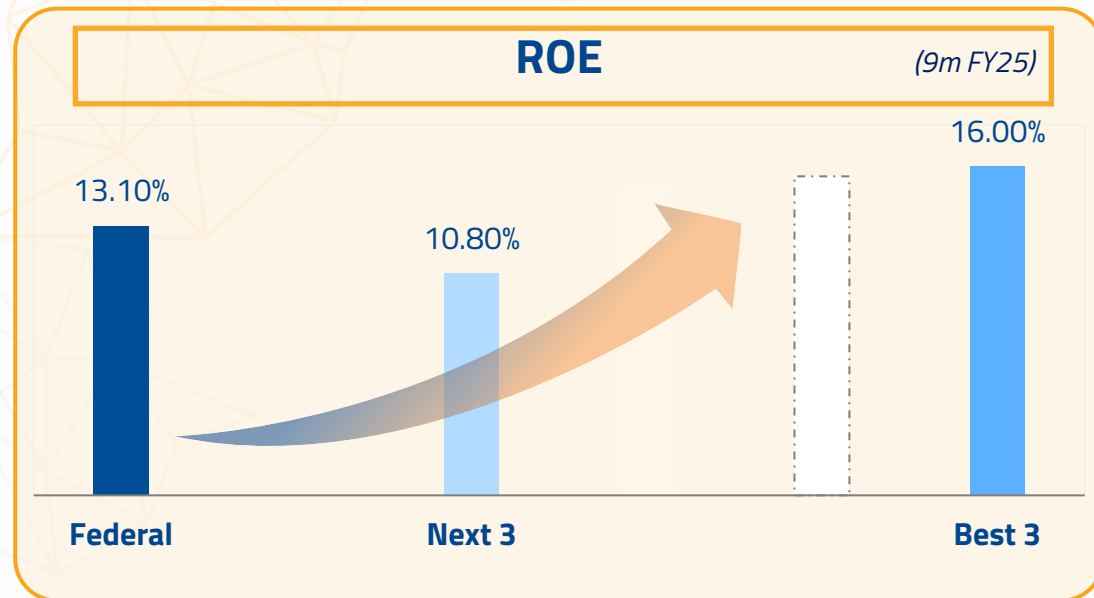 ROE
(9m FY25)
16.00%
13.10%
10.80%
Federal
Next 3
Best 3